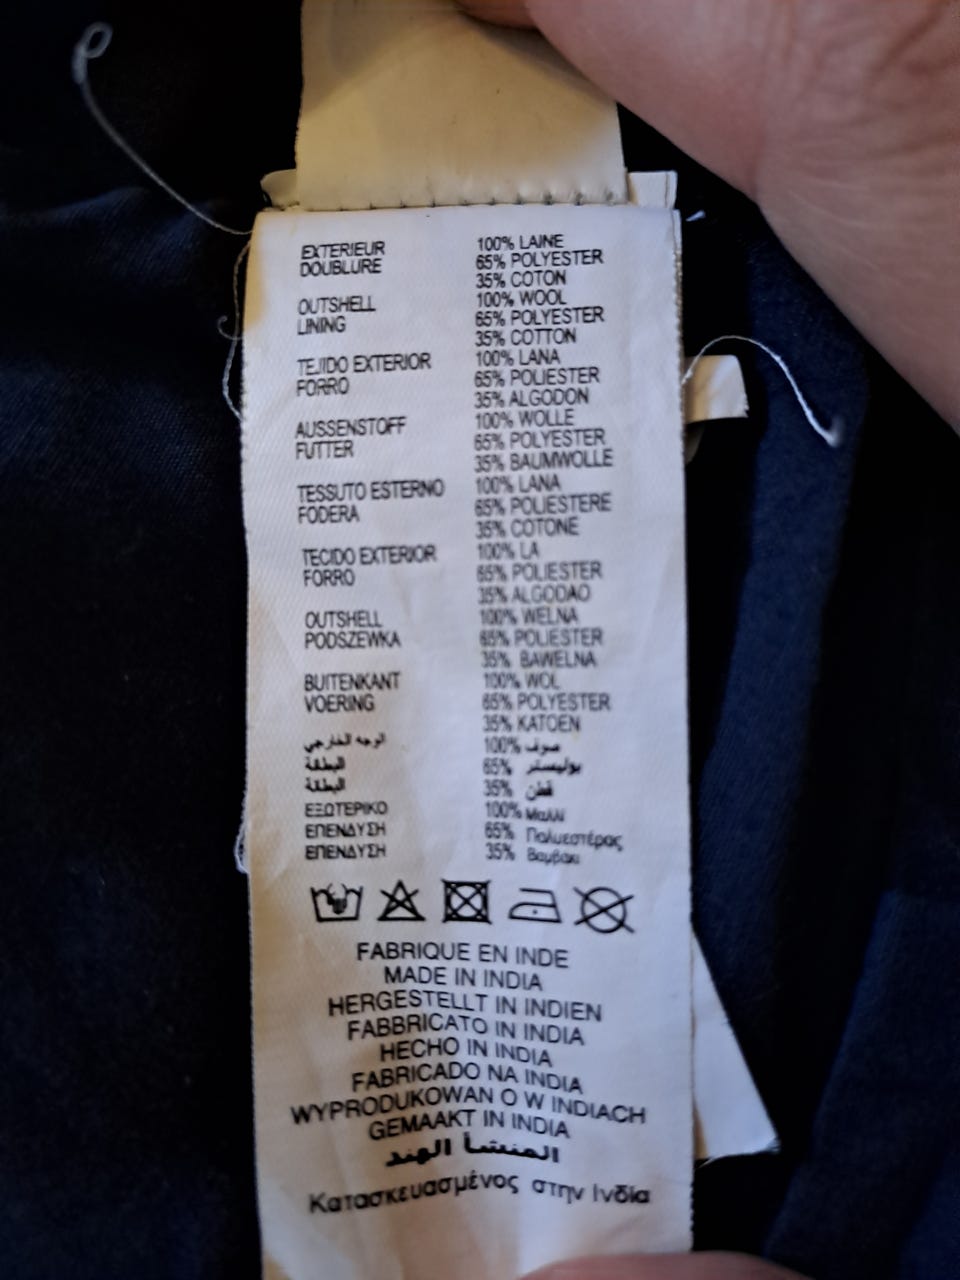 EXTERIEUR 100% LAINE
DOUBLURE 65% POLYESTER
35% COTON
OUTSHELL 100% WOOL
LINING 65% POLYESTER
35% COTTON
TEJIDO EXTERIOR 100% LANA
FORRO 65% POLIESTER
35% ALGODON
AUSSENSTOFF 100% WOLLE
FUTTER 65% POLYESTER
35% BAUMWOLLE
TESSUTO ESTERNO 100% LANA
FODERA 65% POLIESTERE
35% COTONE
TECIDO EXTERIOR 100% LA
FORRO 65% POLIESTER
35% ALGODAO
OUTSHELL 100% WELNA
PODSZEWKA 65% POLIESTER
35% BAWELNA
BUITENKANT 100% WOL
VOERING 65% POLYESTER
35% KATOEN
الوجه الخارجي 100% صوف
البطانة 65% بوليستر
البطانة 35% قطن
ΕΞΩΤΕΡΙΚΟ 100% Μαλλί
ΕΠΕΝΔΥΣΗ 65% Πολυεστέρας
ΕΠΕΝΔΥΣΗ 35% Βαμβακι
FABRIQUE EN INDE
MADE IN INDIA
HERGESTELLT IN INDIEN
FABBRICATO IN INDIA
HECHO IN INDIA
FABRICADO NA INDIA
WYPRODUKOWAN O W INDIACH
GEMAAKT IN INDIA
المنشأ الهند
Κατασκευασμένος στην Ινδία